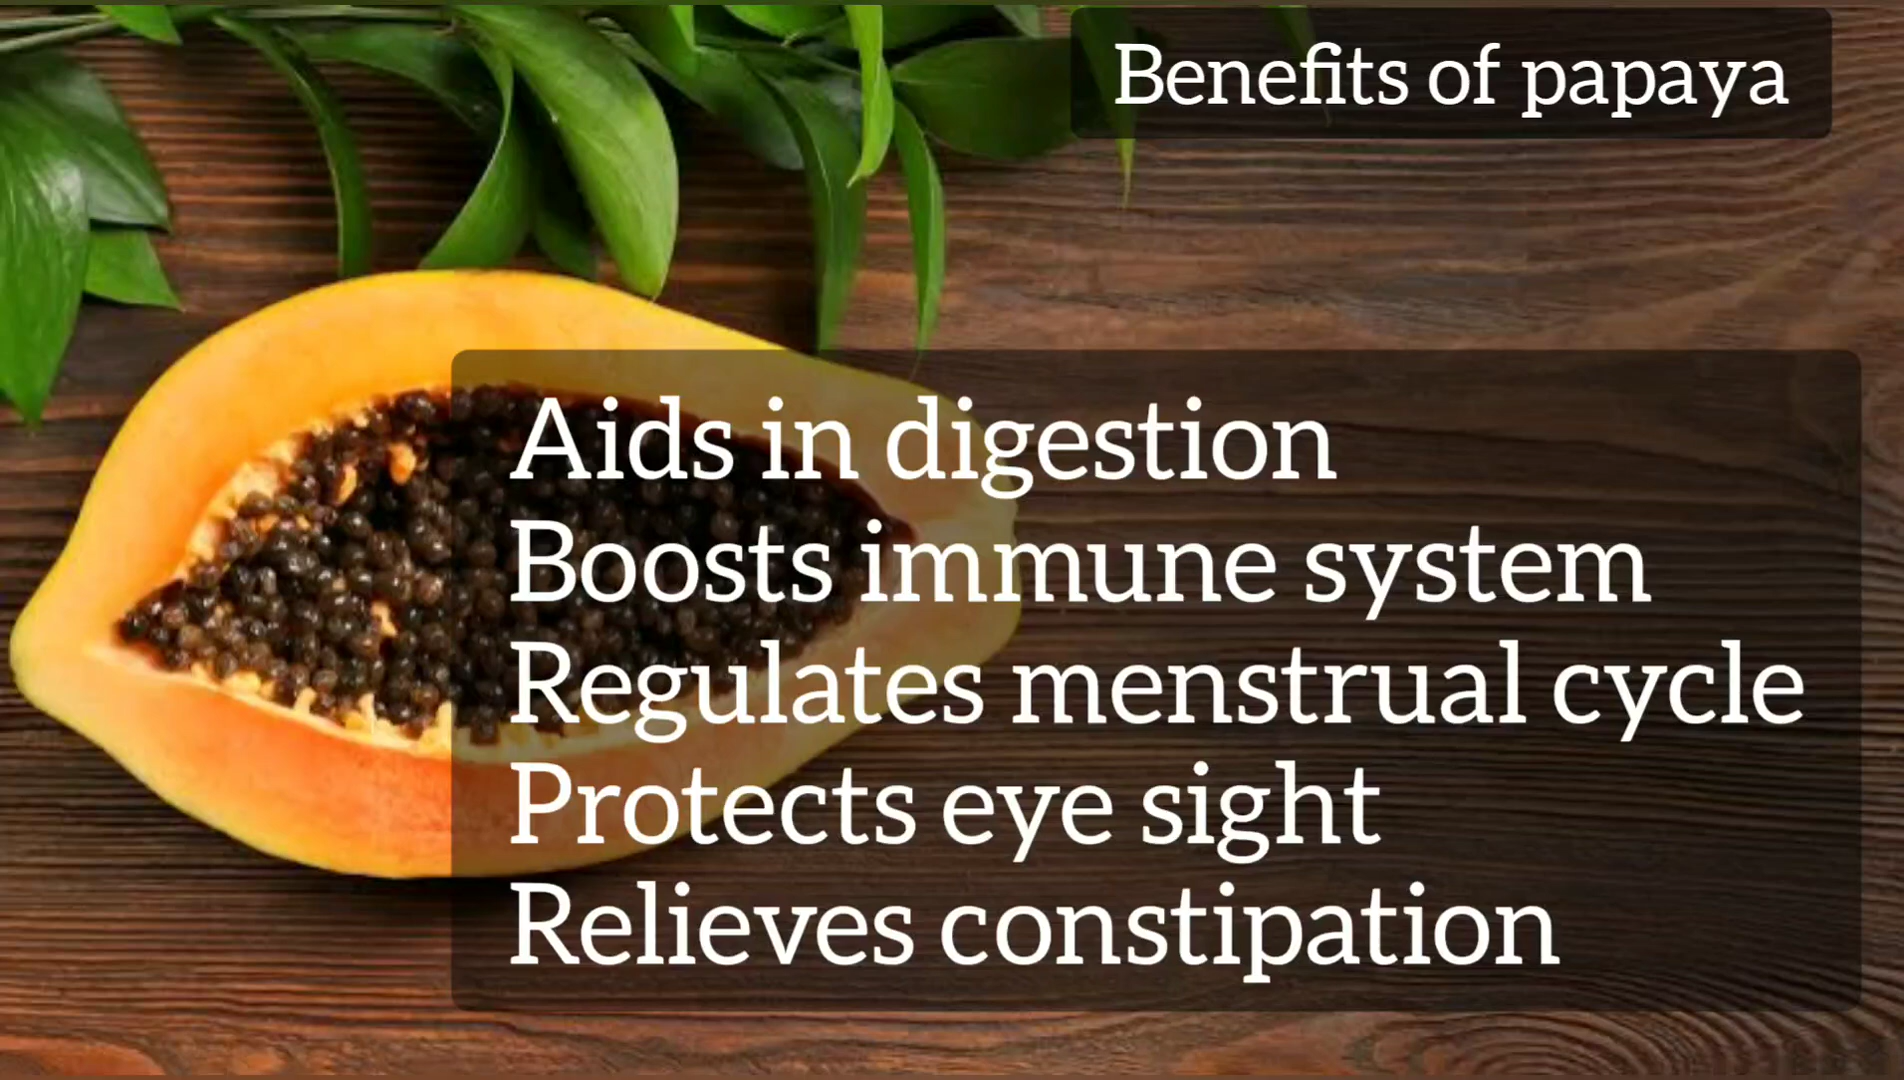 Benefits of papaya
Aids in digestion
Boosts immune system
Regulates menstrual cycle
Protects eye sight
Relieves constipation